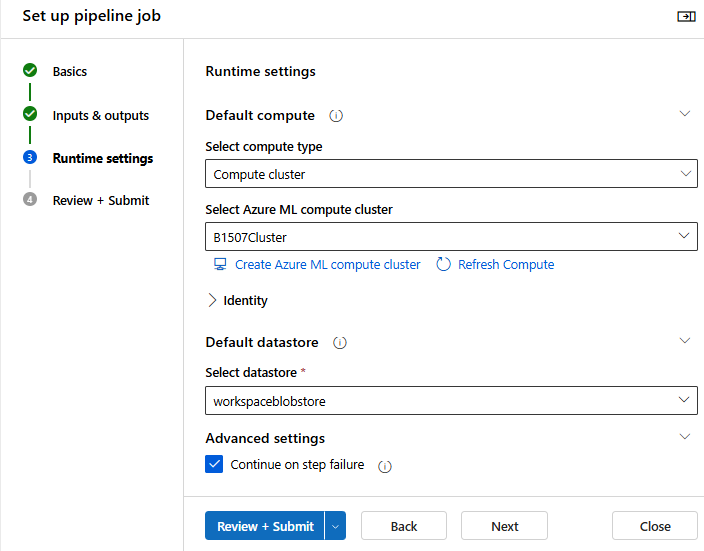 Set up pipeline job
Basics
Inputs & outputs
3 Runtime settings
4 Review + Submit
Runtime settings
Default compute
Select compute type
Compute cluster
Select Azure ML compute cluster
B1507Cluster
Create Azure ML compute cluster Refresh Compute
Identity
Default datastore
Select datastore *
workspaceblobstore
Advanced settings
Continue on step failure
Review + Submit Back Next Close